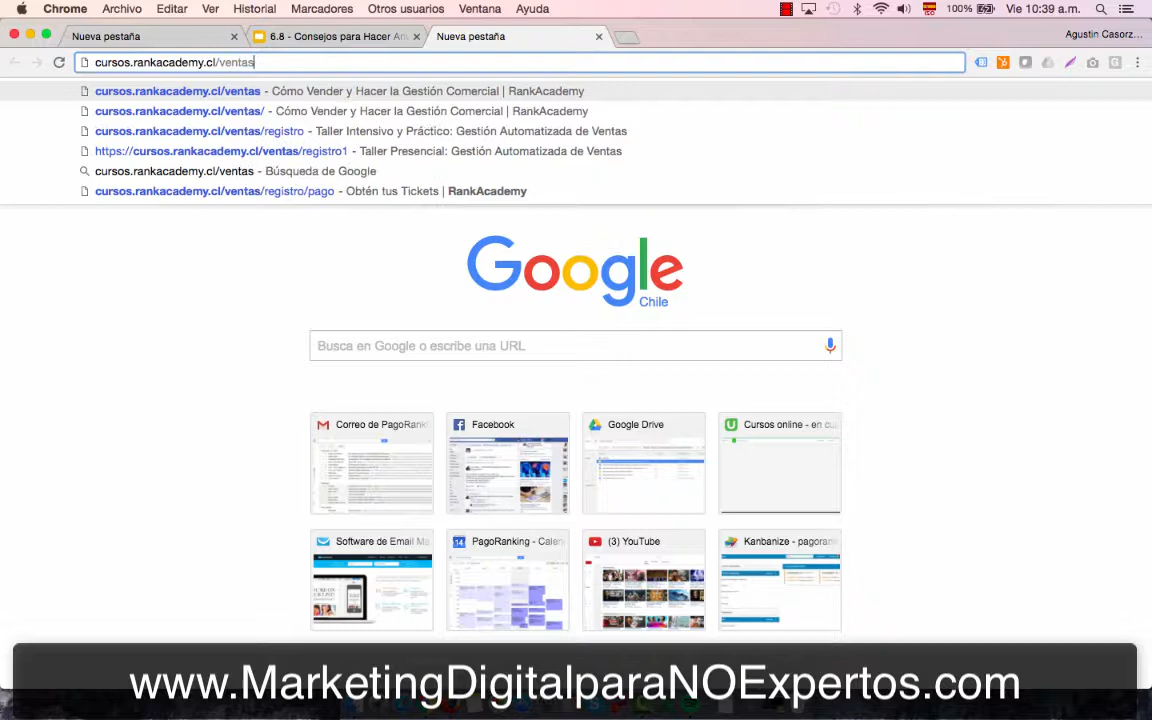 Chrome Archivo Editar Ver Historial Marcadores Otros usuarios Ventana Ayuda 100% Vie 10:39 a.m.
Nueva pestaña 6.8 - Consejos para Hacer Nueva pestaña Agustin Casorz...
cursos.rankacademy.cl/ventas
cursos.rankacademy.cl/ventas - Cómo Vender y Hacer la Gestión Comercial | RankAcademy
cursos.rankacademy.cl/ventas/ - Cómo Vender y Hacer la Gestión Comercial | RankAcademy
cursos.rankacademy.cl/ventas/registro - Taller Intensivo y Práctico: Gestión Automatizada de Ventas
https://cursos.rankacademy.cl/ventas/registro1 - Taller Presencial: Gestión Automatizada de Ventas
cursos.rankacademy.cl/ventas - Búsqueda de Google
cursos.rankacademy.cl/ventas/registro/pago - Obtén tus Tickets | RankAcademy
Google
Chile
Busca en Google o escribe una URL
Correo de PagoRank Facebook Google Drive Cursos online - en cu
Software de Email Ma PagoRanking - Calen (3) YouTube Kanbanize - pagoran
www.MarketingDigitalparaNOExpertos.com